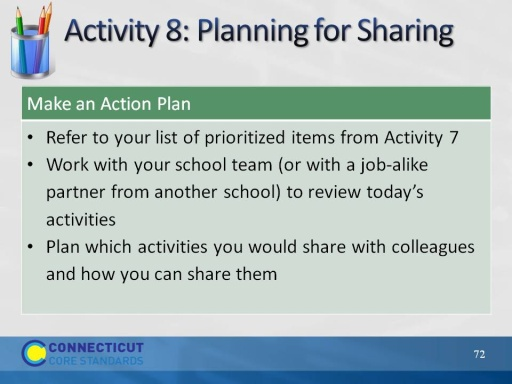 Activity 8: Planning for Sharing
Make an Action Plan
• Refer to your list of prioritized items from Activity 7
• Work with your school team (or with a job-alike
partner from another school) to review today's
activities
• Plan which activities you would share with colleagues
and how you can share them
CONNECTICUT
CORE STANDARDS
72